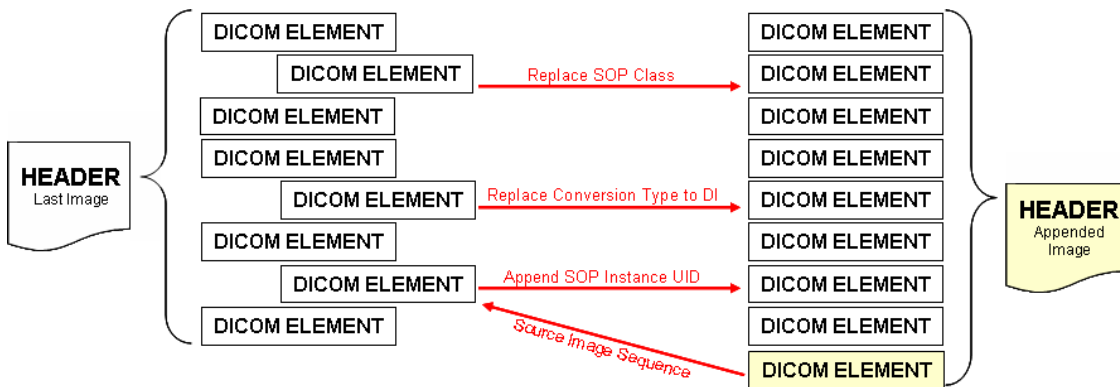 DICOM ELEMENT
DICOM ELEMENT
DICOM ELEMENT
Replace SOP Class
DICOM ELEMENT
DICOM ELEMENT
DICOM ELEMENT
DICOM ELEMENT
DICOM ELEMENT
HEADER
Last Image
DICOM ELEMENT
Replace Conversion Type to DI
DICOM ELEMENT
HEADER
Appended
Image
DICOM ELEMENT
DICOM ELEMENT
DICOM ELEMENT
Append SOP Instance UID
DICOM ELEMENT
DICOM ELEMENT
Source Image Sequence
DICOM ELEMENT
DICOM ELEMENT